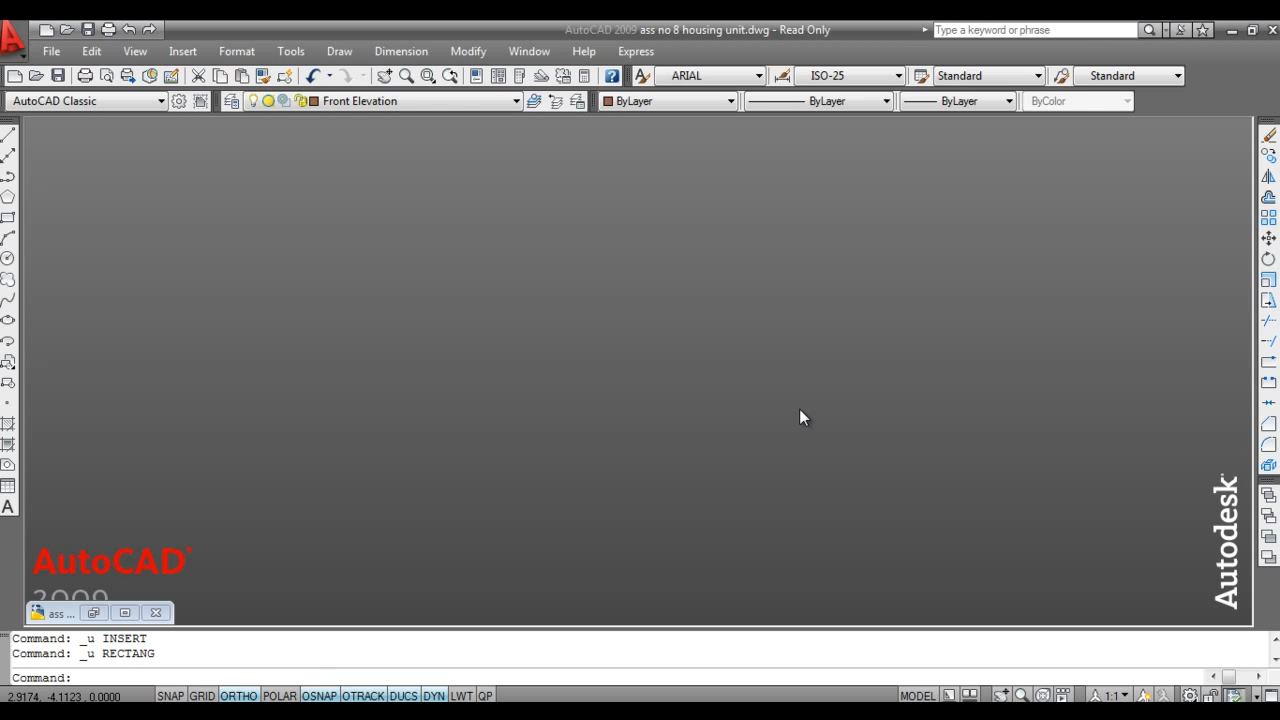 AutoCAD 2009 ass no 8 housing unit.dwg - Read Only
Type a keyword or phrase
File Edit View Insert Format Tools Draw Dimension Modify Window Help Express
ARIAL ISO-25 Standard Standard
AutoCAD Classic Front Elevation ByLayer ByLayer ByLayer ByColor
Autodesk
AutoCAD
2009
ass ...
Command: _u INSERT
Command: _u RECTANG
Command:
2.9174, -4.1123, 0.0000 SNAP GRID ORTHO POLAR OSNAP OTRACK DUCS DYN LWT QP MODEL 1:1